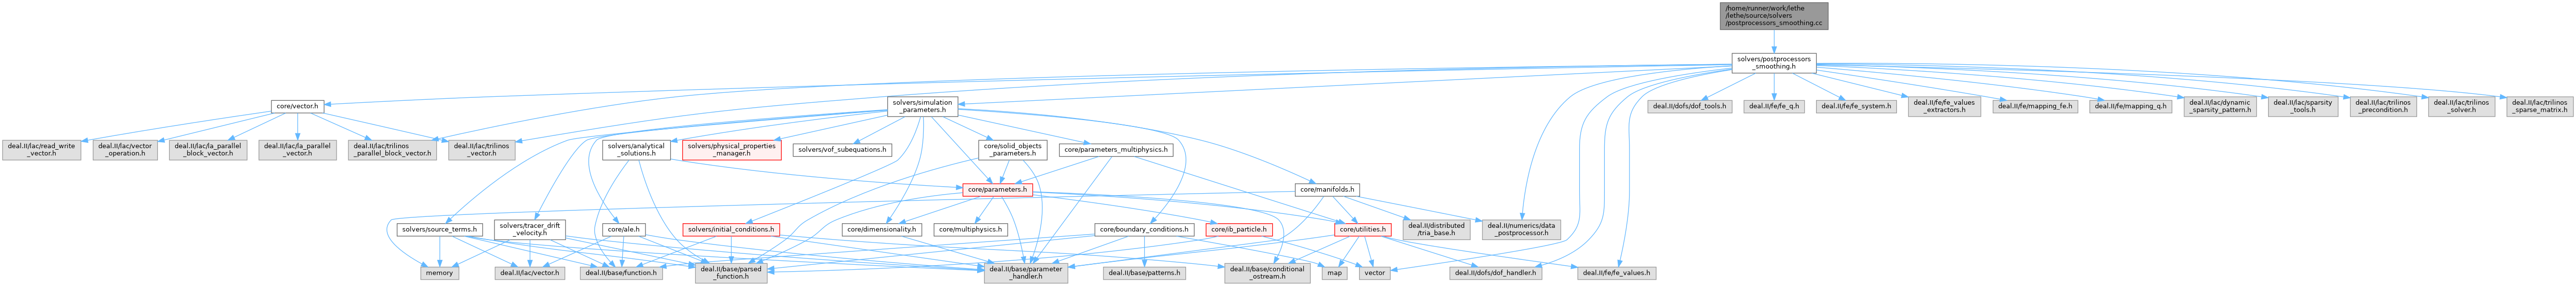 /home/runner/work/lethe
/lethe/source/solvers
/postprocessors_smoothing.cc
solvers/postprocessors
_smoothing.h
core/vector.h
solvers/simulation
_parameters.h
deal.II/dofs/dof_tools.h
deal.II/fe/fe_q.h
deal.II/fe/fe_system.h
deal.II/fe/fe_values
_extractors.h
deal.II/fe/mapping_fe.h
deal.II/fe/mapping_q.h
deal.II/lac/dynamic
_sparsity_pattern.h
deal.II/lac/sparsity
_tools.h
deal.II/lac/trilinos
_precondition.h
deal.II/lac/trilinos
_solver.h
deal.II/lac/trilinos
_sparse_matrix.h
deal.II/lac/read_write
_vector.h
deal.II/lac/vector
_operation.h
deal.II/lac/la_parallel
_block_vector.h
deal.II/lac/la_parallel
_vector.h
deal.II/lac/trilinos
_parallel_block_vector.h
deal.II/lac/trilinos
_vector.h
solvers/analytical
_solutions.h
solvers/physical_properties
_manager.h
solvers/vof_subequations.h
core/solid_objects
_parameters.h
core/parameters_multiphysics.h
core/parameters.h
core/manifolds.h
solvers/source_terms.h
solvers/tracer_drift
_velocity.h
core/ale.h
solvers/initial_conditions.h
core/dimensionality.h
core/multiphysics.h
core/boundary_conditions.h
core/ib_particle.h
core/utilities.h
deal.II/distributed
/tria_base.h
deal.II/numerics/data
_postprocessor.h
memory
deal.II/lac/vector.h
deal.II/base/function.h
deal.II/base/parsed
_function.h
deal.II/base/parameter
_handler.h
deal.II/base/patterns.h
deal.II/base/conditional
_ostream.h
map
vector
deal.II/dofs/dof_handler.h
deal.II/fe/fe_values.h